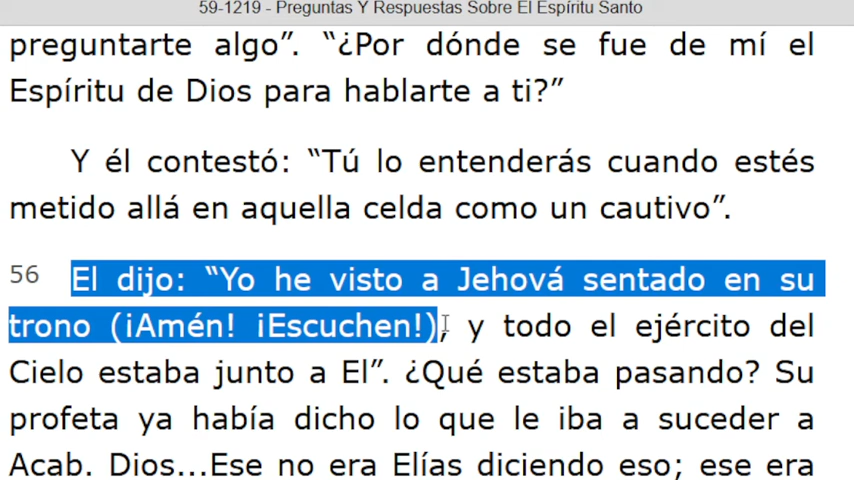 59-1219 - Preguntas Y Respuestas Sobre El Espíritu Santo
preguntarte algo”. “¿Por dónde se fue de mí el
Espíritu de Dios para hablarte a ti?”
Y él contestó: “Tú lo entenderás cuando estés
metido allá en aquella celda como un cautivo”.
56 El dijo: “Yo he visto a Jehová sentado en su
trono (¡Amén! ¡Escuchen!), y todo el ejército del
Cielo estaba junto a El”. ¿Qué estaba pasando? Su
profeta ya había dicho lo que le iba a suceder a
Acab. Dios...Ese no era Elías diciendo eso; ese era